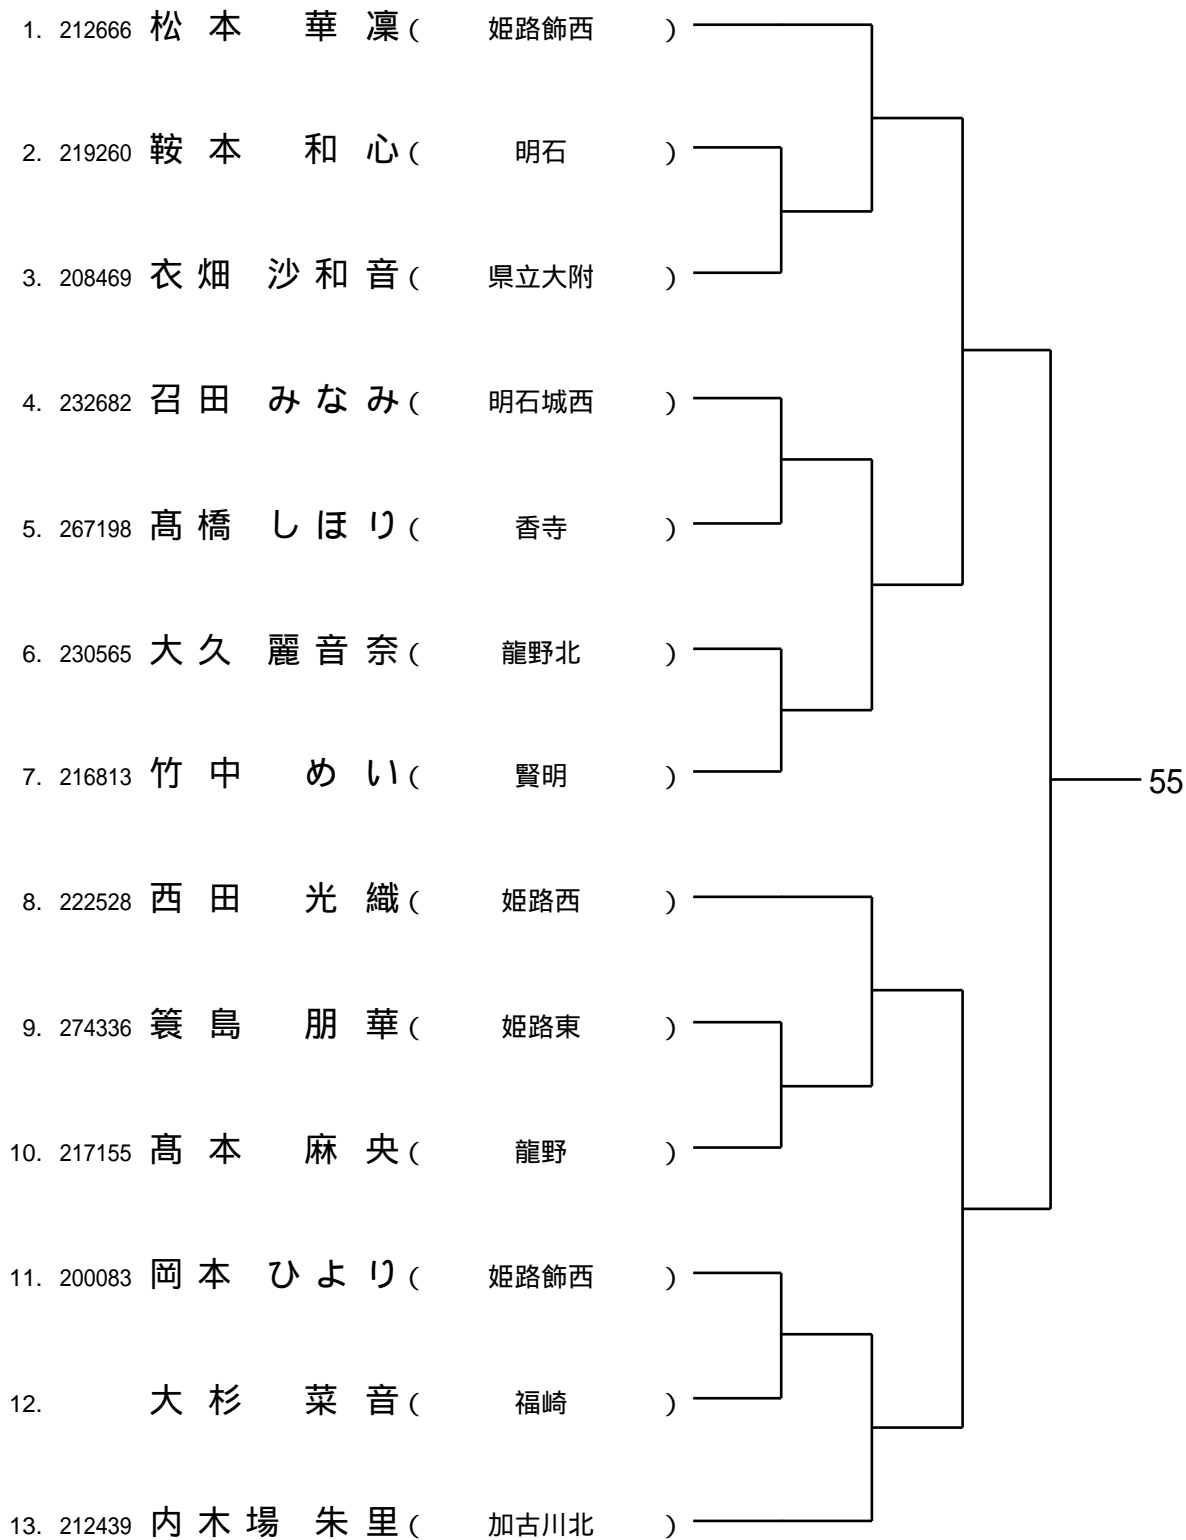 1. 212666 松本 華凜( 姫路飾西 )
2. 219260 鞍本 和心( 明石 )
3. 208469 衣畑 沙和音( 県立大附 )
4. 232682 召田 みなみ( 明石城西 )
5. 267198 髙橋 しほり( 香寺 )
6. 230565 大久 麗音奈( 龍野北 )
7. 216813 竹中 めい( 賢明 )
55
8. 222528 西田 光織( 姫路西 )
9. 274336 簑島 朋華( 姫路東 )
10. 217155 髙本 麻央( 龍野 )
11. 200083 岡本 ひより( 姫路飾西 )
12. 大杉 菜音( 福崎 )
13. 212439 内木場 朱里( 加古川北 )